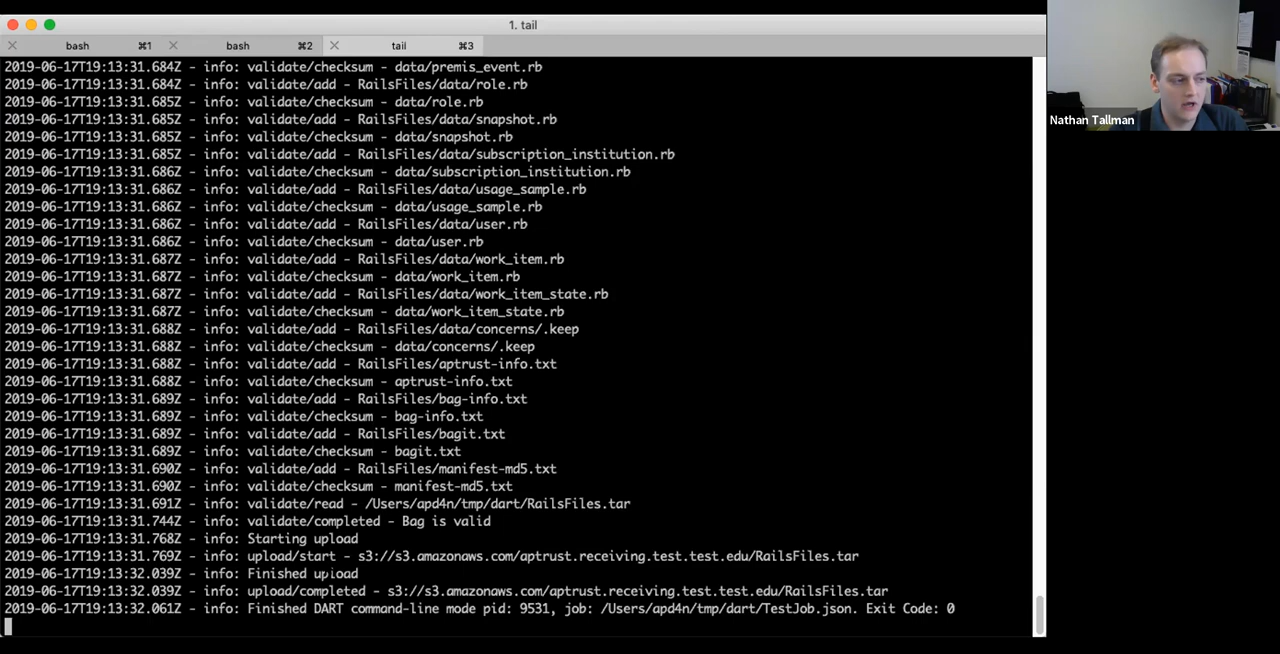 1. tail
bash ⌘1 bash ⌘2 tail ⌘3
2019-06-17T19:13:31.684Z - info: validate/checksum - data/premis_event.rb
2019-06-17T19:13:31.684Z - info: validate/add - RailsFiles/data/role.rb
2019-06-17T19:13:31.685Z - info: validate/checksum - data/role.rb
2019-06-17T19:13:31.685Z - info: validate/add - RailsFiles/data/snapshot.rb
2019-06-17T19:13:31.685Z - info: validate/checksum - data/snapshot.rb
2019-06-17T19:13:31.685Z - info: validate/add - RailsFiles/data/subscription_institution.rb
2019-06-17T19:13:31.686Z - info: validate/checksum - data/subscription_institution.rb
2019-06-17T19:13:31.686Z - info: validate/add - RailsFiles/data/usage_sample.rb
2019-06-17T19:13:31.686Z - info: validate/checksum - data/usage_sample.rb
2019-06-17T19:13:31.686Z - info: validate/add - RailsFiles/data/user.rb
2019-06-17T19:13:31.686Z - info: validate/checksum - data/user.rb
2019-06-17T19:13:31.687Z - info: validate/add - RailsFiles/data/work_item.rb
2019-06-17T19:13:31.687Z - info: validate/checksum - data/work_item.rb
2019-06-17T19:13:31.687Z - info: validate/add - RailsFiles/data/work_item_state.rb
2019-06-17T19:13:31.687Z - info: validate/checksum - data/work_item_state.rb
2019-06-17T19:13:31.688Z - info: validate/add - RailsFiles/data/concerns/.keep
2019-06-17T19:13:31.688Z - info: validate/checksum - data/concerns/.keep
2019-06-17T19:13:31.688Z - info: validate/add - RailsFiles/aptrust-info.txt
2019-06-17T19:13:31.688Z - info: validate/checksum - aptrust-info.txt
2019-06-17T19:13:31.689Z - info: validate/add - RailsFiles/bag-info.txt
2019-06-17T19:13:31.689Z - info: validate/checksum - bag-info.txt
2019-06-17T19:13:31.689Z - info: validate/add - RailsFiles/bagit.txt
2019-06-17T19:13:31.689Z - info: validate/checksum - bagit.txt
2019-06-17T19:13:31.690Z - info: validate/add - RailsFiles/manifest-md5.txt
2019-06-17T19:13:31.690Z - info: validate/checksum - manifest-md5.txt
2019-06-17T19:13:31.691Z - info: validate/read - /Users/apd4n/tmp/dart/RailsFiles.tar
2019-06-17T19:13:31.744Z - info: validate/completed - Bag is valid
2019-06-17T19:13:31.768Z - info: Starting upload
2019-06-17T19:13:31.769Z - info: upload/start - s3://s3.amazonaws.com/aptrust.receiving.test.test.edu/RailsFiles.tar
2019-06-17T19:13:32.039Z - info: Finished upload
2019-06-17T19:13:32.039Z - info: upload/completed - s3://s3.amazonaws.com/aptrust.receiving.test.test.edu/RailsFiles.tar
2019-06-17T19:13:32.061Z - info: Finished DART command-line mode pid: 9531, job: /Users/apd4n/tmp/dart/TestJob.json. Exit Code: 0
Nathan Tallman